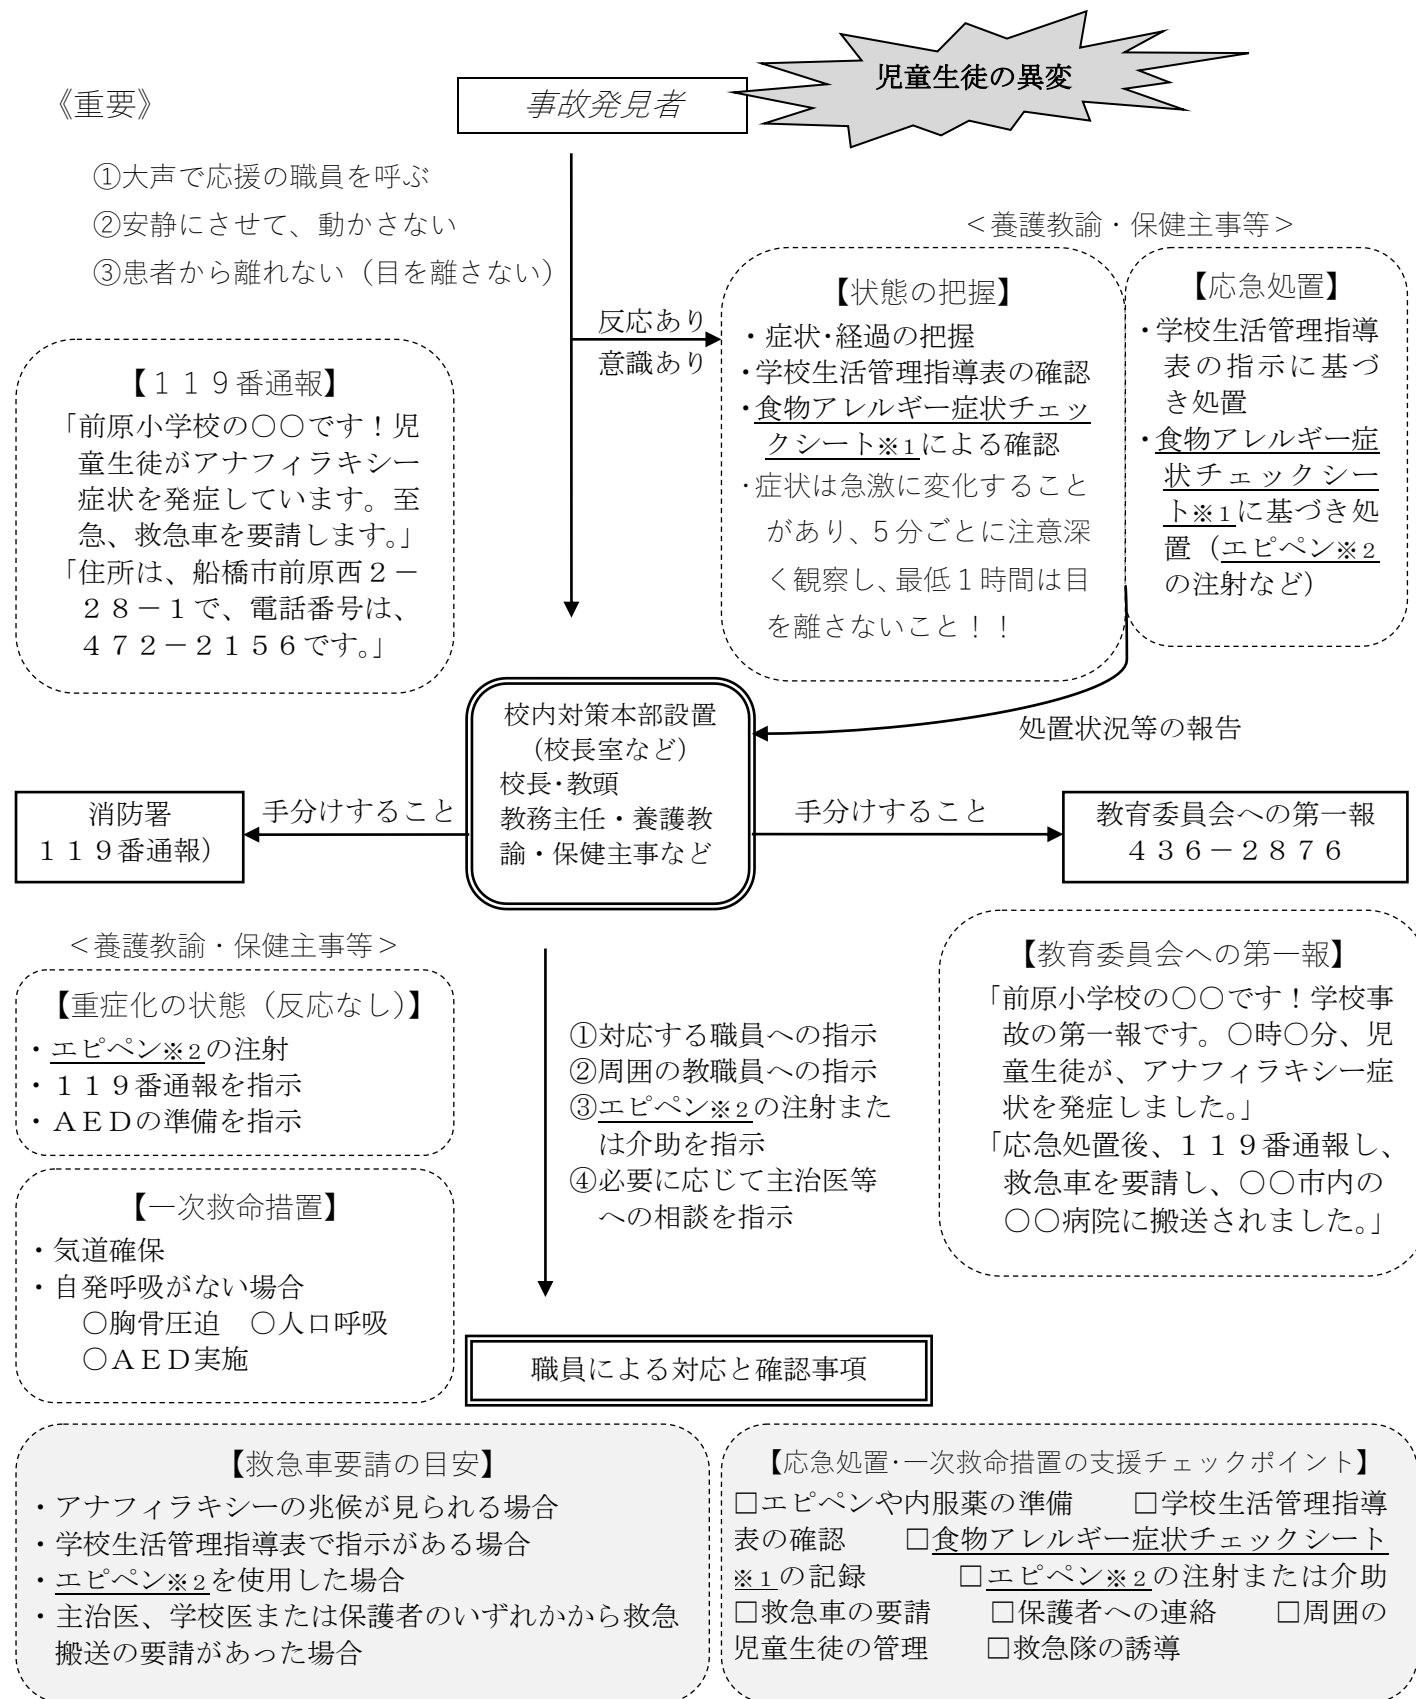 児童生徒の異変
事故発見者
《重要》
①大声で応援の職員を呼ぶ
②安静にさせて、動かさない
③患者から離れない（目を離さない）
＜養護教諭・保健主事等＞
反応あり
意識あり
【状態の把握】
・症状・経過の把握
・学校生活管理指導表の確認
・食物アレルギー症状チェッ
クシート※1による確認
・症状は急激に変化すること
があり、５分ごとに注意深
く観察し、最低１時間は目
を離さないこと！！
【応急処置】
・学校生活管理指導
表の指示に基づ
き処置
・食物アレルギー症
状チェックシー
ト※1に基づき処
置（エピペン※2
の注射など）
【１１９番通報】
「前原小学校の〇〇です！児
童生徒がアナフィラキシー
症状を発症しています。至
急、救急車を要請します。」
「住所は、船橋市前原西２－
２８－１で、電話番号は、
４７２－２１５６です。」
校内対策本部設置
（校長室など）
校長・教頭
教務主任・養護教
諭・保健主事など
処置状況等の報告
消防署
１１９番通報）
手分けすること
手分けすること
教育委員会への第一報
４３６－２８７６
＜養護教諭・保健主事等＞
【重症化の状態（反応なし）】
・エピペン※2の注射
・１１９番通報を指示
・ＡＥＤの準備を指示
【一次救命措置】
・気道確保
・自発呼吸がない場合
〇胸骨圧迫　〇人口呼吸
〇ＡＥＤ実施
①対応する職員への指示
②周囲の教職員への指示
③エピペン※2の注射また
は介助を指示
④必要に応じて主治医等
への相談を指示
【教育委員会への第一報】
「前原小学校の〇〇です！学校事
故の第一報です。〇時〇分、児
童生徒が、アナフィラキシー症
状を発症しました。」
「応急処置後、１１９番通報し、
救急車を要請し、〇〇市内の
〇〇病院に搬送されました。」
職員による対応と確認事項
【救急車要請の目安】
・アナフィラキシーの兆候が見られる場合
・学校生活管理指導表で指示がある場合
・エピペン※2を使用した場合
・主治医、学校医または保護者のいずれかから救急
搬送の要請があった場合
【応急処置・一次救命措置の支援チェックポイント】
□エピペンや内服薬の準備　□学校生活管理指導
表の確認　□食物アレルギー症状チェックシート
※1の記録　□エピペン※2の注射または介助
□救急車の要請　□保護者への連絡　□周囲の
児童生徒の管理　□救急隊の誘導